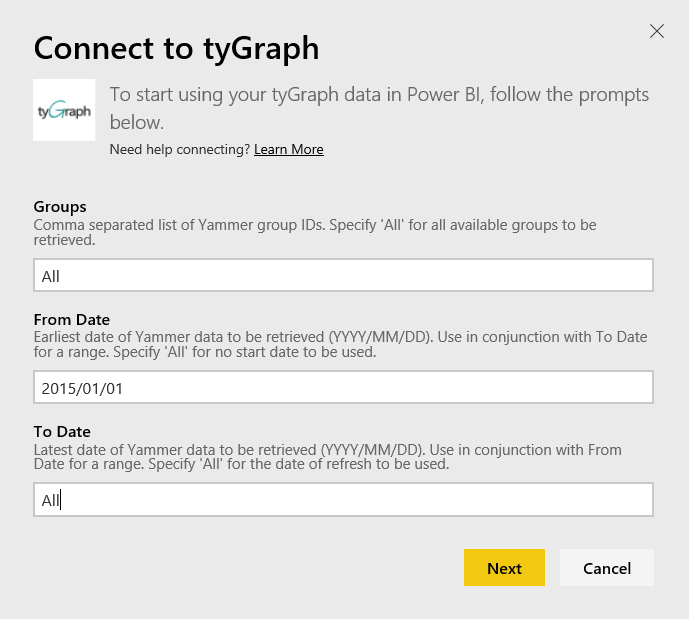 Connect to tyGraph
tyGraph
To start using your tyGraph data in Power BI, follow the prompts
below.
Need help connecting? Learn More
Groups
Comma separated list of Yammer group IDs. Specify 'All' for all available groups to be
retrieved.
All
From Date
Earliest date of Yammer data to be retrieved (YYYY/MM/DD). Use in conjunction with To Date
for a range. Specify 'All' for no start date to be used.
2015/01/01
To Date
Latest date of Yammer data to be retrieved (YYYY/MM/DD). Use in conjunction with From
Date for a range. Specify 'All' for the date of refresh to be used.
All
Next
Cancel